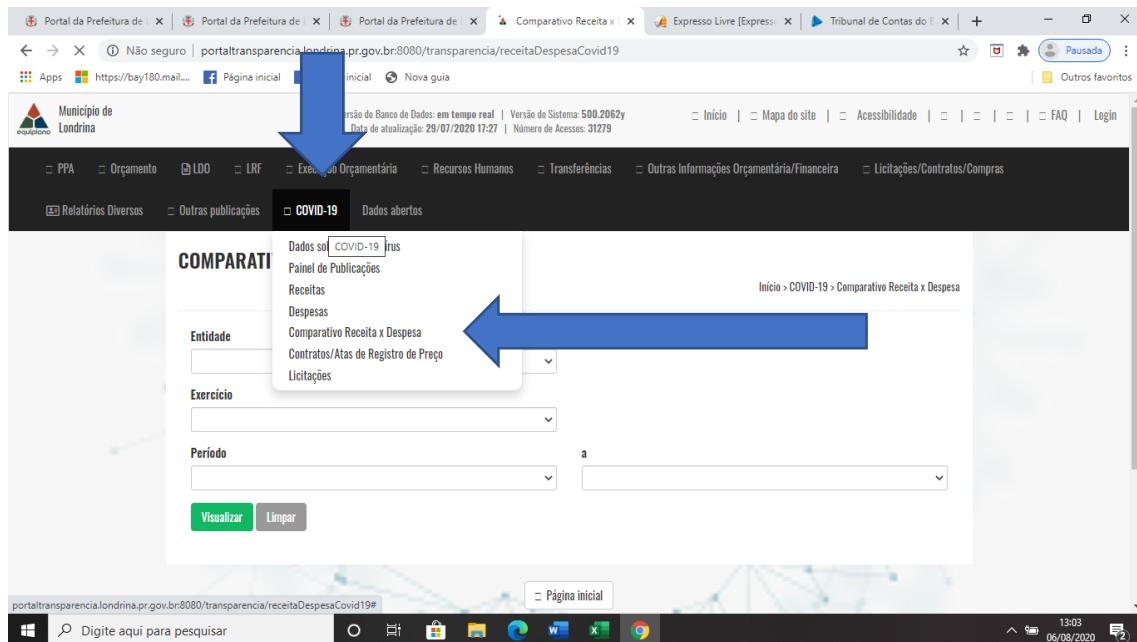 Portal da Prefeitura de Portal da Prefeitura de Portal da Prefeitura de Comparativo Receita x Expresso Livre [Express Tribunal de Contas do
Não seguro | portaltransparencia.londrina.pr.gov.br:8080/transparencia/receitaDespesaCovid19 Pausada
Apps https://bay180.mail.... Página inicial inicial Nova guia Outros favoritos
Município de Londrina
equiplano
ersão do Banco de Dados: em tempo real | Versão do Sistema: 500.2062y
Data de atualização: 29/07/2020 17:27 | Número de Acessos: 31279
Início | Mapa do site | Acessibilidade | | | | FAQ | Login
PPA Orçamento LDO LRF Execução Orçamentária Recursos Humanos Transferências Outras Informações Orçamentária/Financeira Licitações/Contratos/Compras
Relatórios Diversos Outras publicações COVID-19 Dados abertos
Dados sol COVID-19 írus
COMPARATI
Painel de Publicações
Receitas
Início > COVID-19 > Comparativo Receita x Despesa
Despesas
Comparativo Receita x Despesa
Contratos/Atas de Registro de Preço
Licitações
Entidade
Exercício
Período a
Visualizar Limpar
Página inicial
portaltransparencia.londrina.pr.gov.br:8080/transparencia/receitaDespesaCovid19#
Digite aqui para pesquisar
13:03
06/08/2020
2